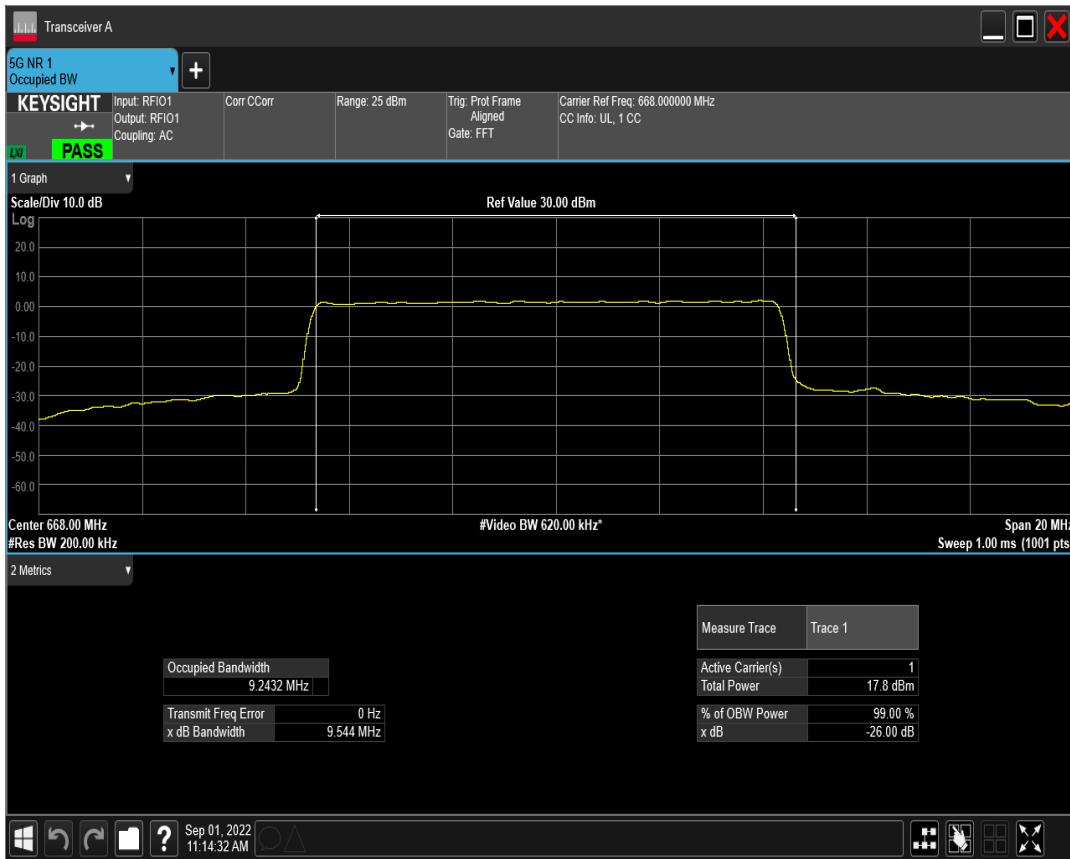 Transceiver A
5G NR 1
Occupied BW
+
KEYSIGHT
LXI
PASS
Input: RFIO1
Output: RFIO1
Coupling: AC
Corr CCorr
Range: 25 dBm
Trig: Prot Frame
Aligned
Gate: FFT
Carrier Ref Freq: 668.000000 MHz
CC Info: UL, 1 CC
1 Graph
Scale/Div 10.0 dB
Ref Value 30.00 dBm
Log
20.0
10.0
0.00
-10.0
-20.0
-30.0
-40.0
-50.0
-60.0
Center 668.00 MHz
#Video BW 620.00 kHz*
Span 20 MHz
#Res BW 200.00 kHz
Sweep 1.00 ms (1001 pts
2 Metrics
Measure Trace Trace 1
Occupied Bandwidth
9.2432 MHz
Active Carrier(s) 1
Total Power 17.8 dBm
Transmit Freq Error 0 Hz
x dB Bandwidth 9.544 MHz
% of OBW Power 99.00 %
x dB -26.00 dB
?
Sep 01, 2022
11:14:32 AM